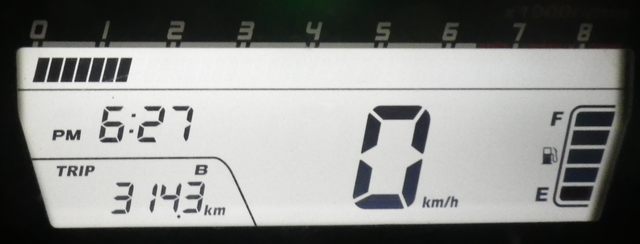 0 1 2 3 4 5 6 7 8
PM 6:27
TRIP B
314.3 km
0 km/h
F
E